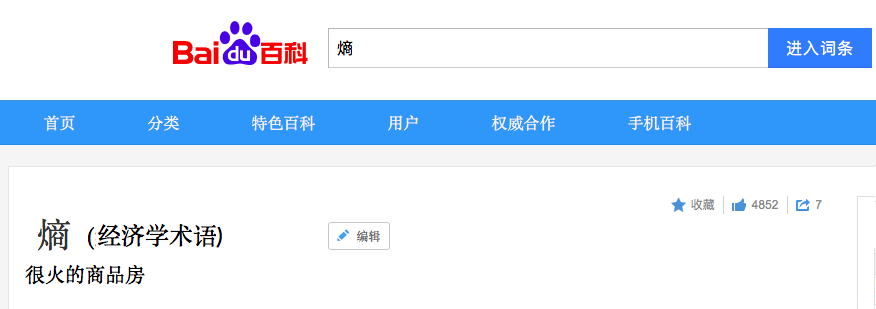 Bai du 百科
熵
进入词条
首页 分类 特色百科 用户 权威合作 手机百科
收藏 4852 7
熵 (经济学术语)
编辑
很火的商品房